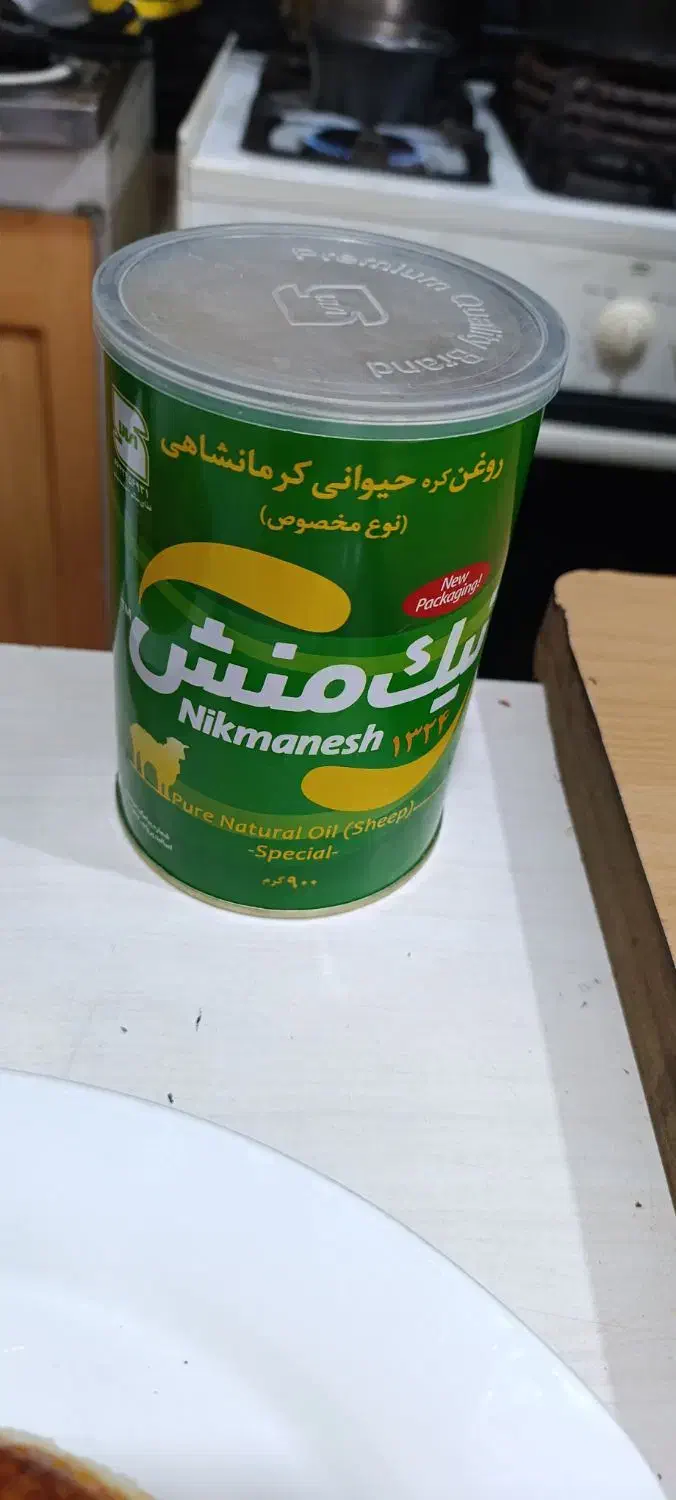 Premium Quality Brand
روغن کره حیوانی کرمانشاهی
(نوع مخصوص)
New
Packaging!
نیك منش
Nikmanesh ۱۳۲۴
Pure Natural Oil (Sheep)
-Special-
۹۰۰ گرم